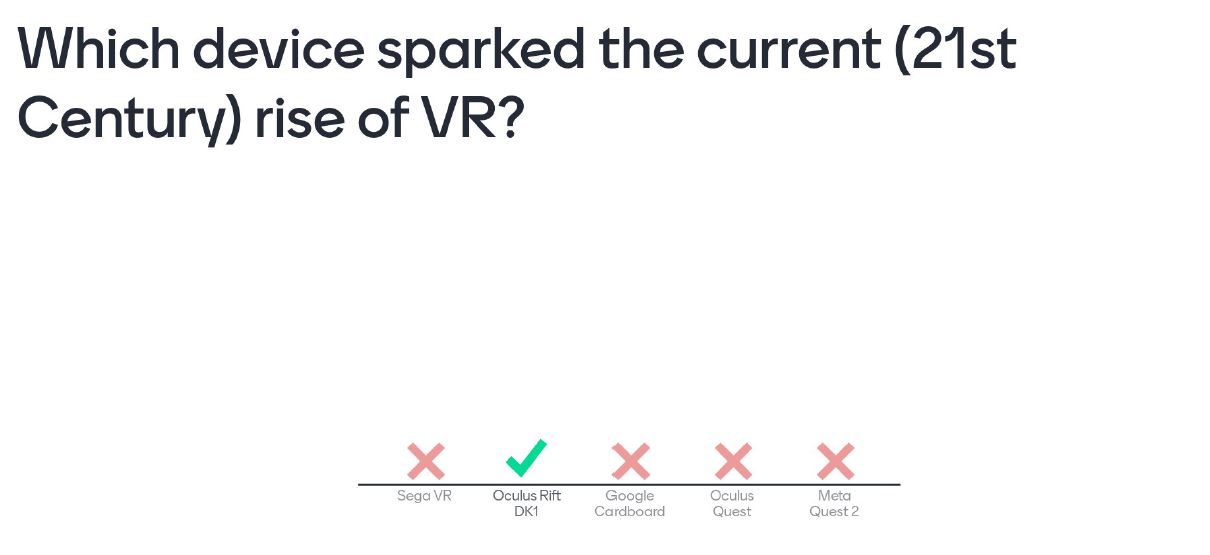 Which device sparked the current (21st
Century) rise of VR?
Sega VR
Oculus Rift
DK1
Google
Cardboard
Oculus
Quest
Meta
Quest 2